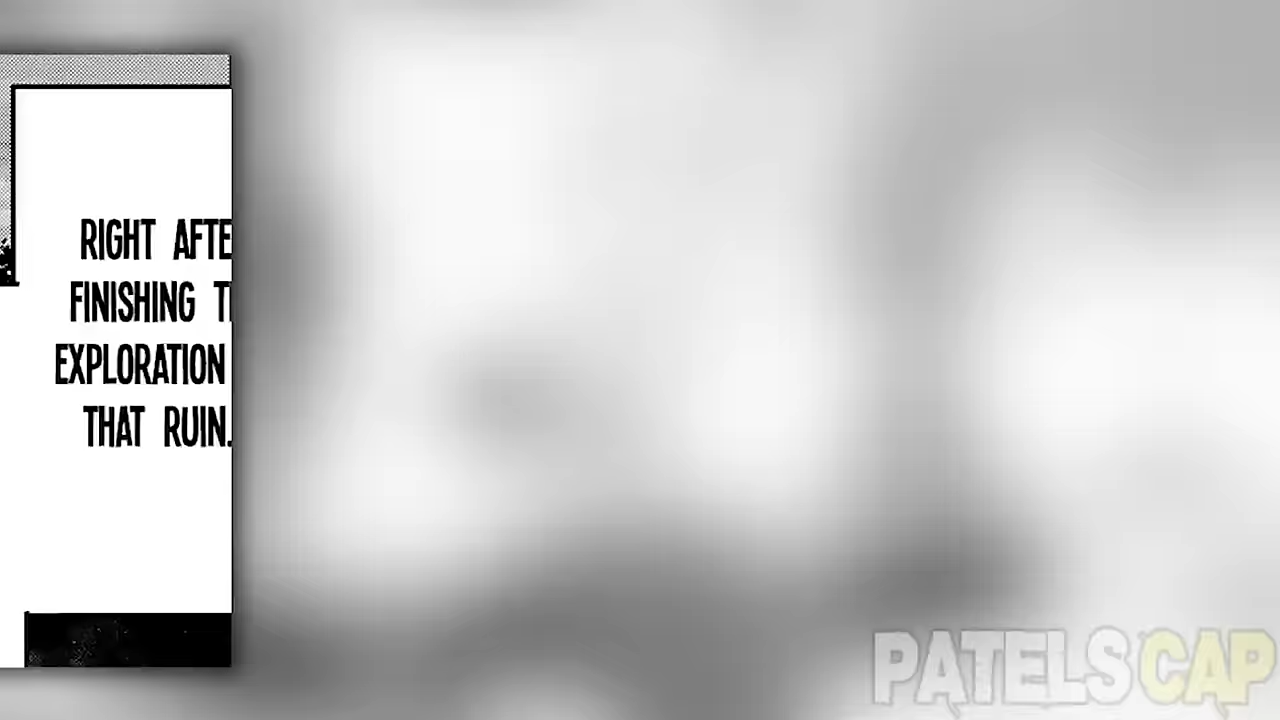 RIGHT AFTE
FINISHING T
EXPLORATION
THAT RUIN.
PATELSCAP